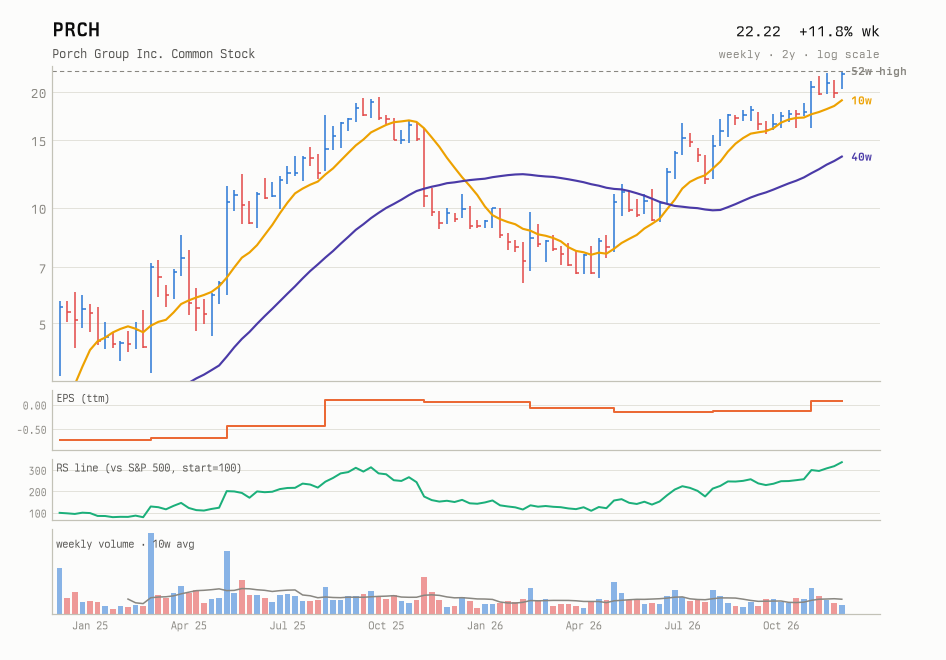 PRCH
22.22 +11.8% wk
Porch Group Inc. Common Stock
weekly · 2y · log scale
52w high
20
10w
15
40w
10
7
5
EPS (ttm)
0.00
-0.50
RS line (vs S&P 500, start=100)
300
200
100
weekly volume · 10w avg
Jan 25 Apr 25 Jul 25 Oct 25 Jan 26 Apr 26 Jul 26 Oct 26